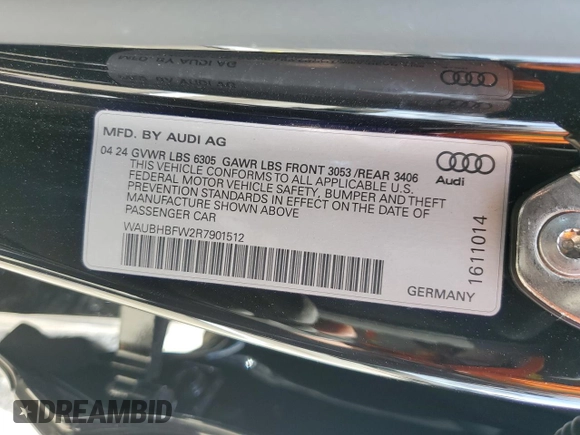 MFD. BY AUDI AG
04.24 GVWR LBS 6305 GAWR LBS FRONT 3053 /REAR 3406
THIS VEHICLE CONFORMS TO ALL APPLICABLE U.S.
FEDERAL MOTOR VEHICLE SAFETY, BUMPER AND THEFT
PREVENTION STANDARDS IN EFFECT ON THE DATE OF
MANUFACTURE SHOWN ABOVE
PASSENGER CAR
WAUBHBFW2R7901512
Audi
1611014
GERMANY
DREAMBID